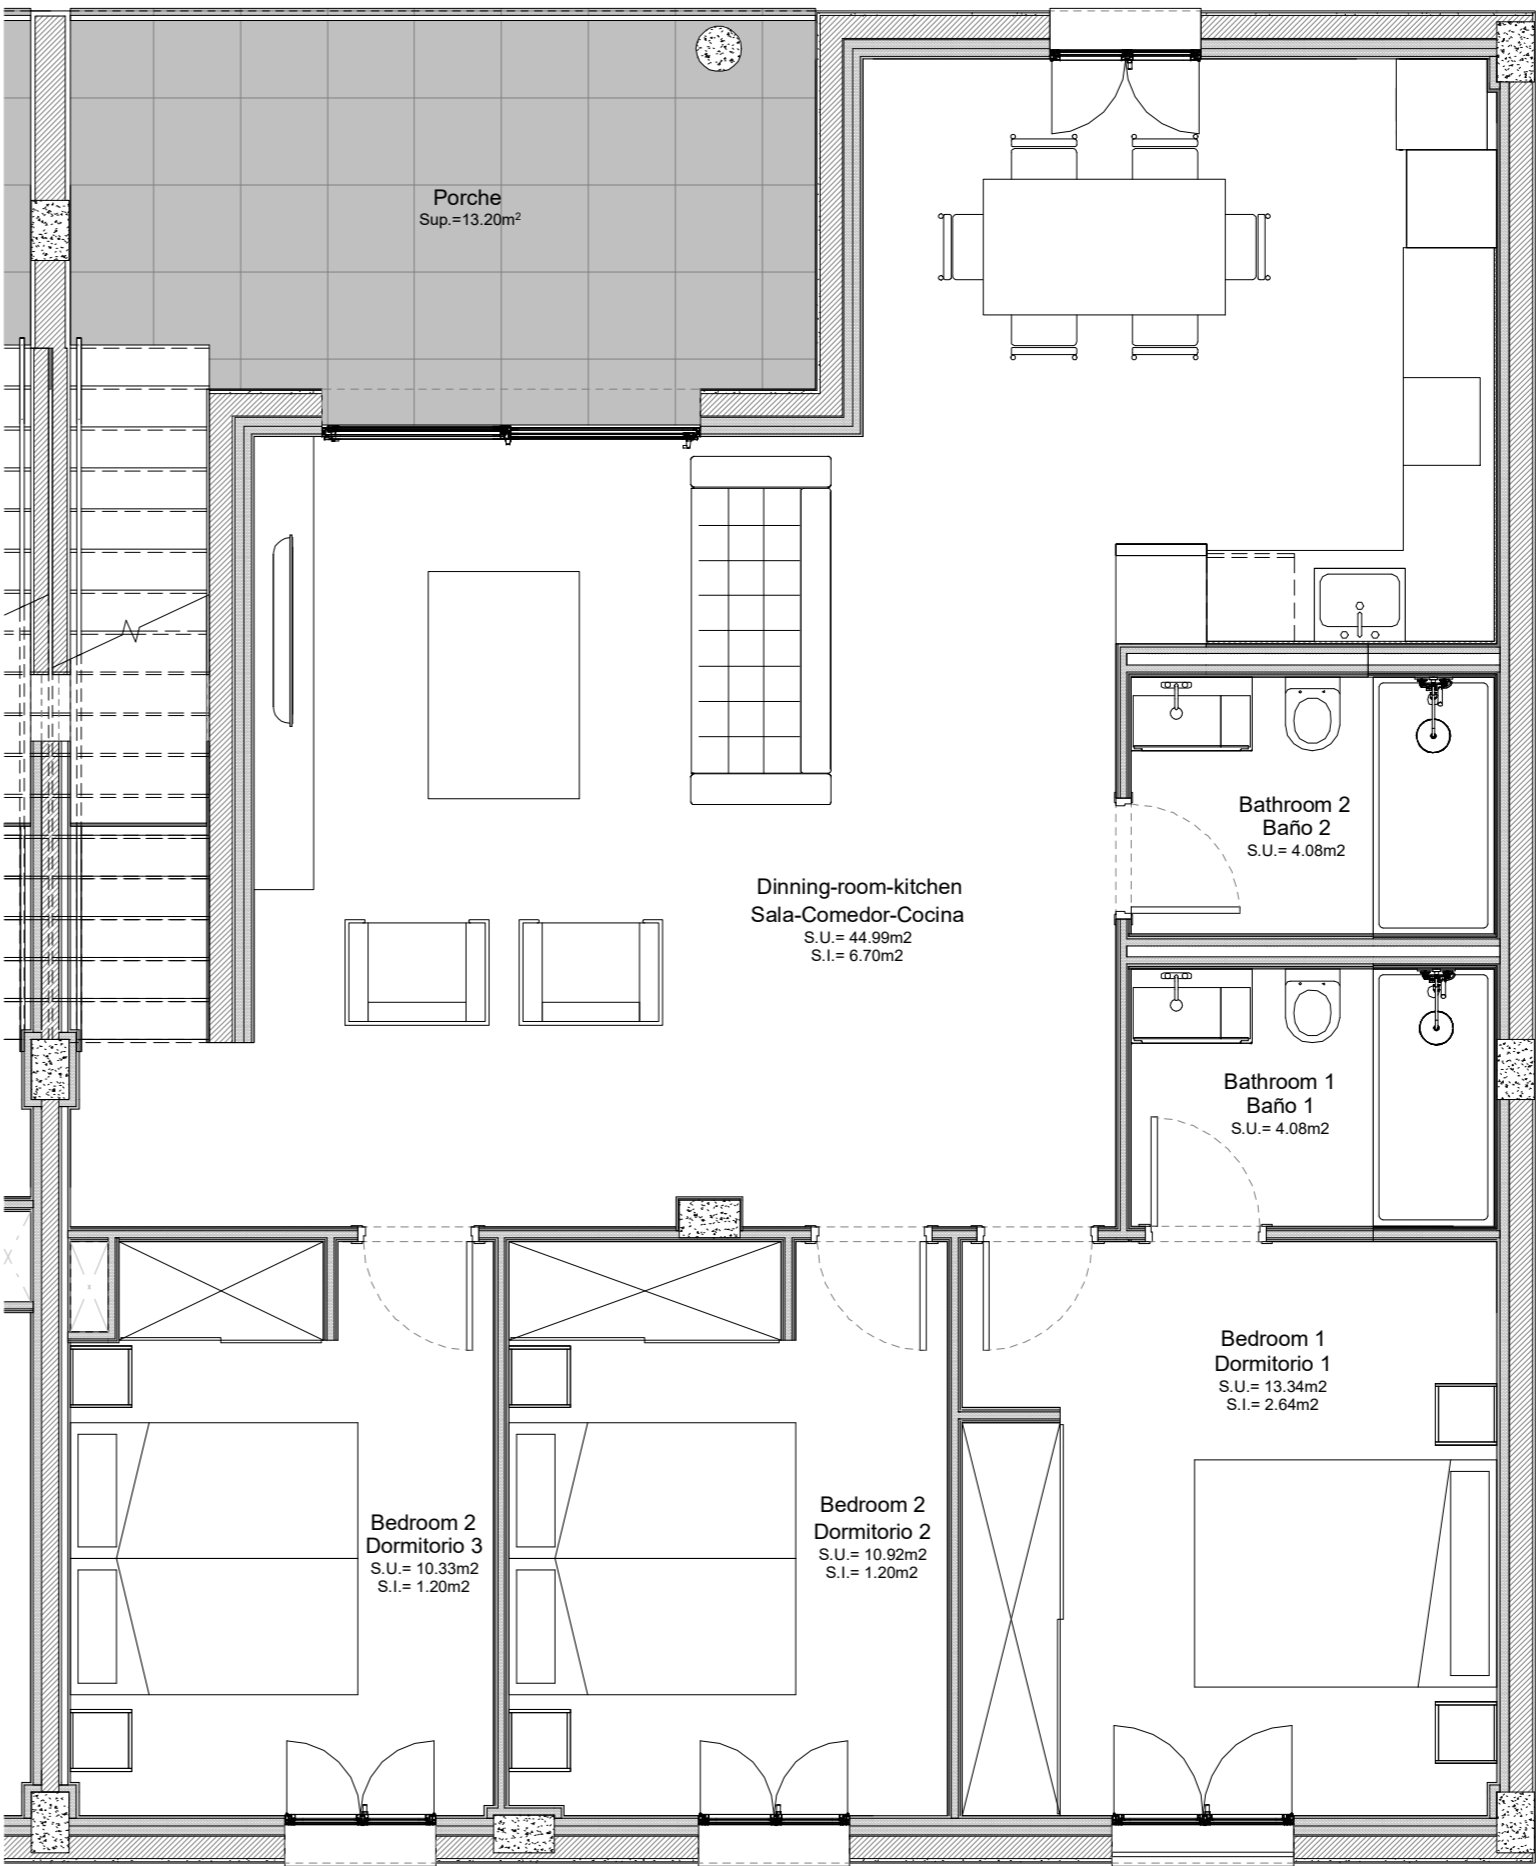 Porche
Sup.=13.20m²
Bathroom 2
Baño 2
S.U.= 4.08m2
Dinning-room-kitchen
Sala-Comedor-Cocina
S.U.= 44.99m2
S.I.= 6.70m2
Bathroom 1
Baño 1
S.U.= 4.08m2
Bedroom 1
Dormitorio 1
S.U.= 13.34m2
S.I.= 2.64m2
Bedroom 2
Dormitorio 3
S.U.= 10.33m2
S.I.= 1.20m2
Bedroom 2
Dormitorio 2
S.U.= 10.92m2
S.I.= 1.20m2